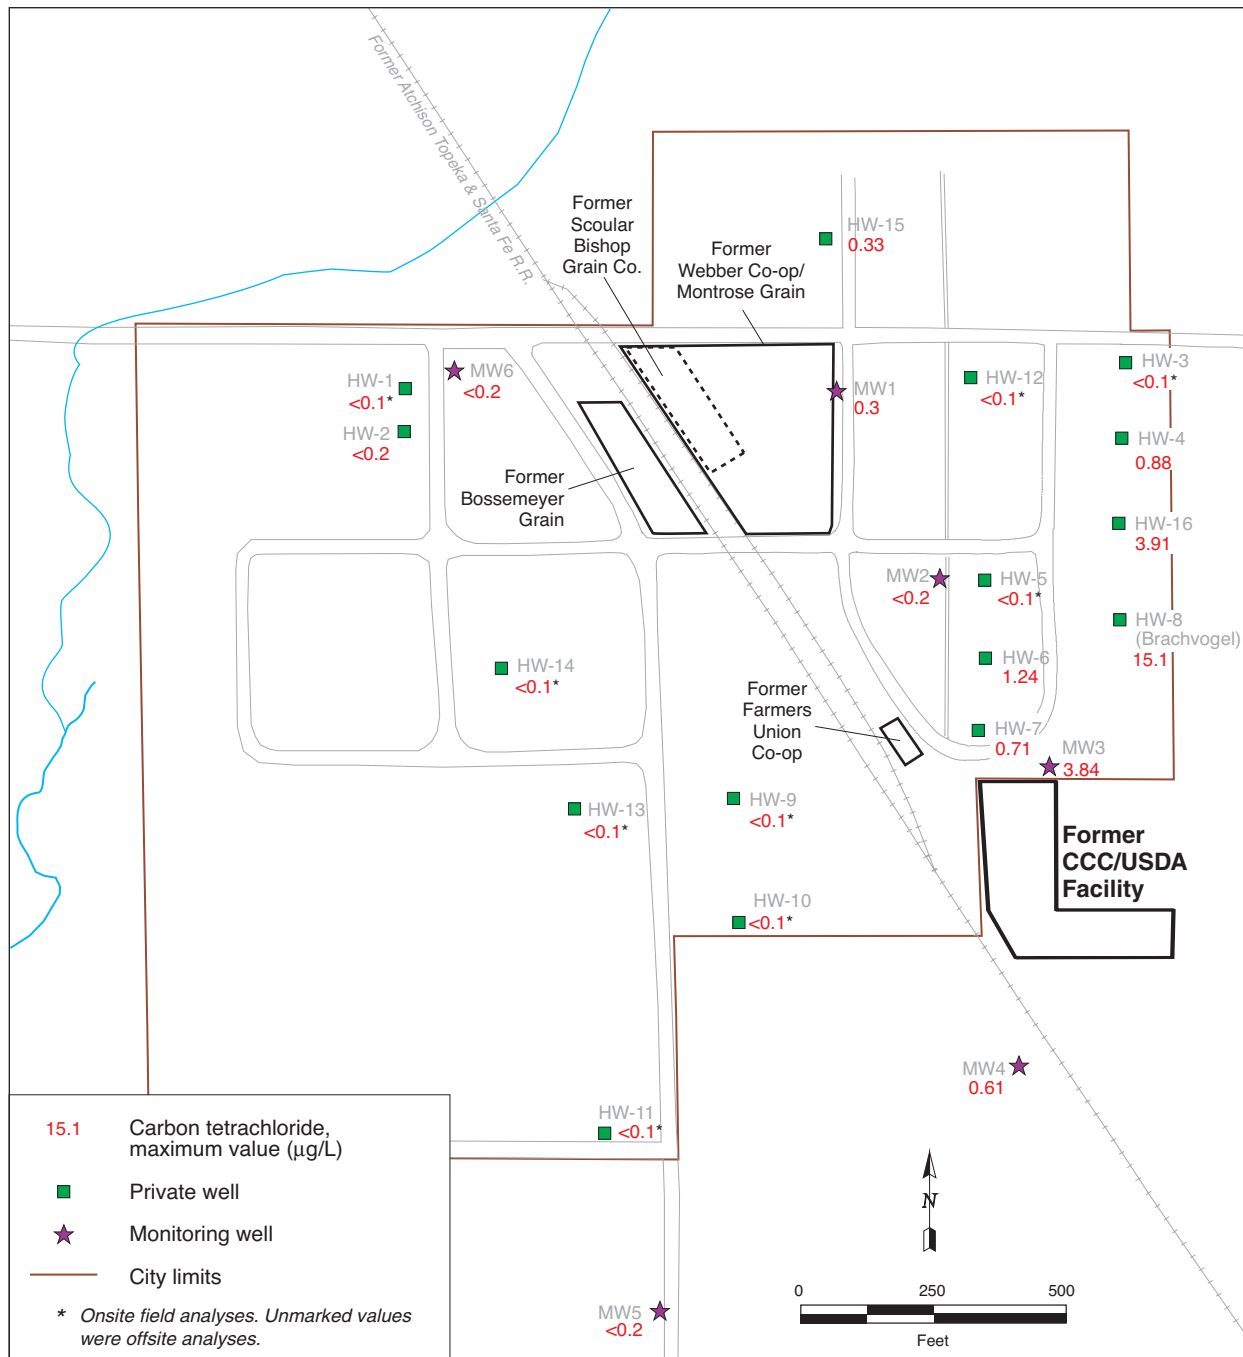 Former Atchison Topeka & Santa Fe R.R.
Former
Scoular
Bishop
Grain Co.
Former
Webber Co-op/
Montrose Grain
HW-15
0.33
HW-1
<0.1*
HW-2
<0.2
MW6
<0.2
MW1
0.3
HW-12
<0.1*
HW-3
<0.1*
HW-4
0.88
HW-16
3.91
Former
Bossemeyer
Grain
MW2
<0.2
HW-5
<0.1*
HW-8
(Brachvogel)
15.1
HW-6
1.24
HW-14
<0.1*
Former
Farmers
Union
Co-op
HW-7
0.71
MW3
3.84
HW-13
<0.1*
HW-9
<0.1*
Former
CCC/USDA
Facility
HW-10
<0.1*
MW4
0.61
HW-11
<0.1*
MW5
<0.2
15.1 Carbon tetrachloride,
maximum value (μg/L)
Private well
Monitoring well
City limits
* Onsite field analyses. Unmarked values
were offsite analyses.
N
0 250 500
Feet